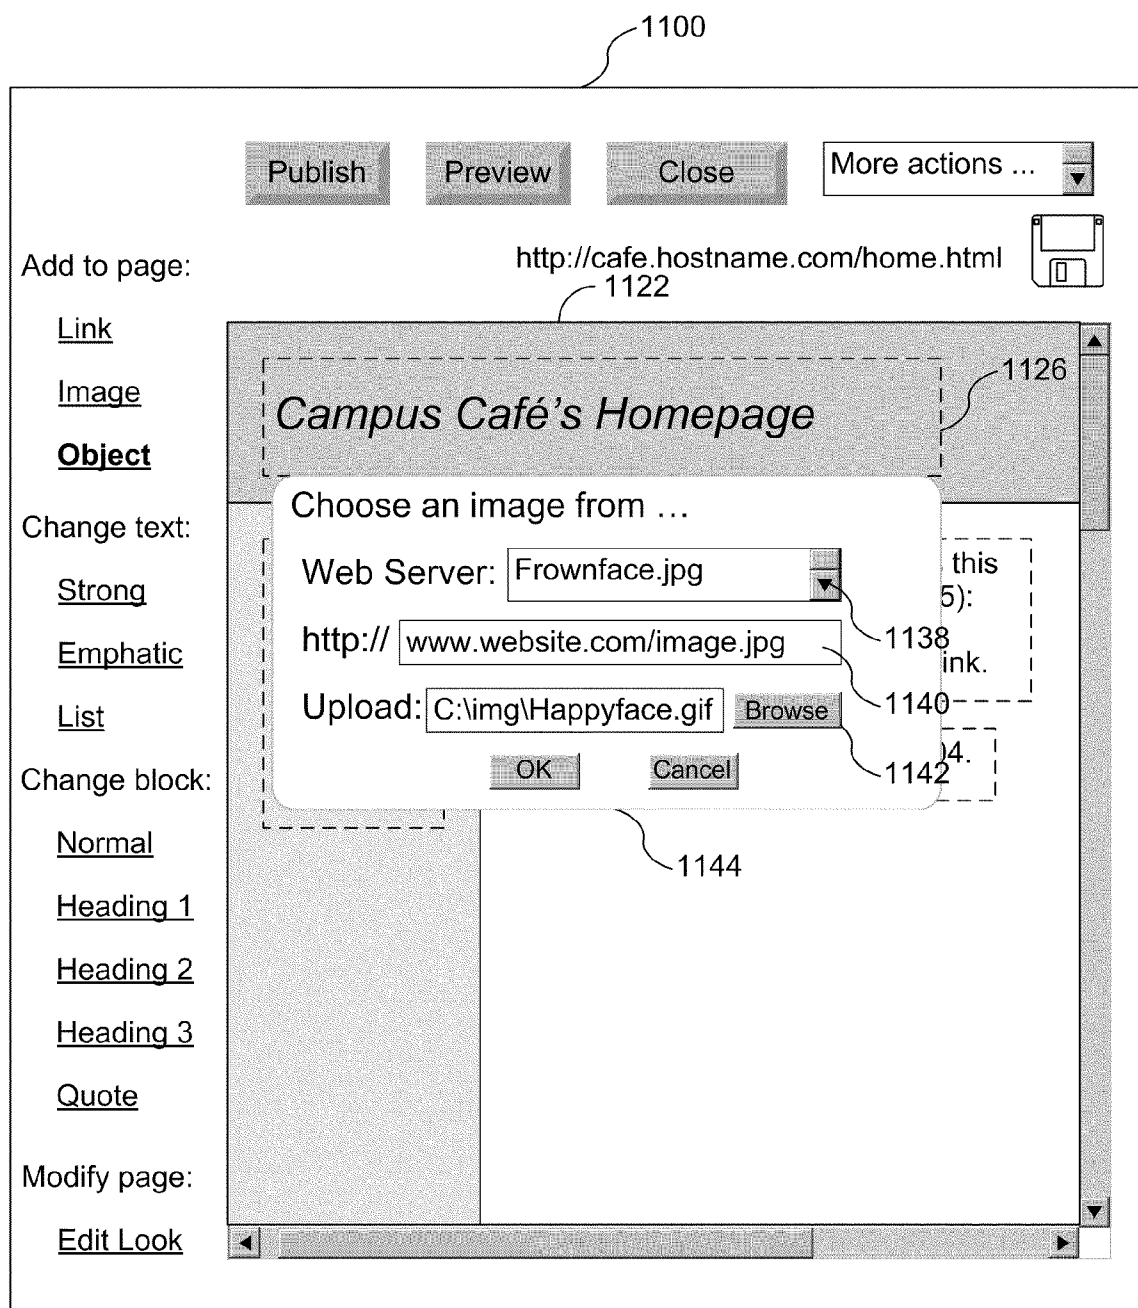 1100
Publish
Preview
Close
More actions ...
http://cafe.hostname.com/home.html
Add to page:
Link
Image
Object
Change text:
Strong
Emphatic
List
Change block:
Normal
Heading 1
Heading 2
Heading 3
Quote
Modify page:
Edit Look
1122
1126
Campus Café's Homepage
Choose an image from ...
Web Server: Frownface.jpg
http:// www.website.com/image.jpg
Upload: C:\img\Happyface.gif Browse
OK Cancel
this
5):
ink.
04.
1138
1140
1142
1144